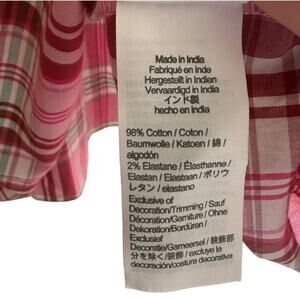 Made in India
Fabriqué en Inde
Hergestellt in Indien
Vervaardigd in India
インド製
hecho en India
98% Cotton / Coton /
Baumwolle / Katoen / 綿 /
algodón
2% Elastane / Élasthanne /
Elastan / Elastaan / ポリウ
レタン / elastano
Exclusive of
Decoration/Trimming / Sauf
Décoration/Garniture / Ohne
Dekoration/Bordüren /
Exclusief
Decoratie/Garneersel / 装飾部
分を除く/装飾 / excluye la
decoración/costura decorativa